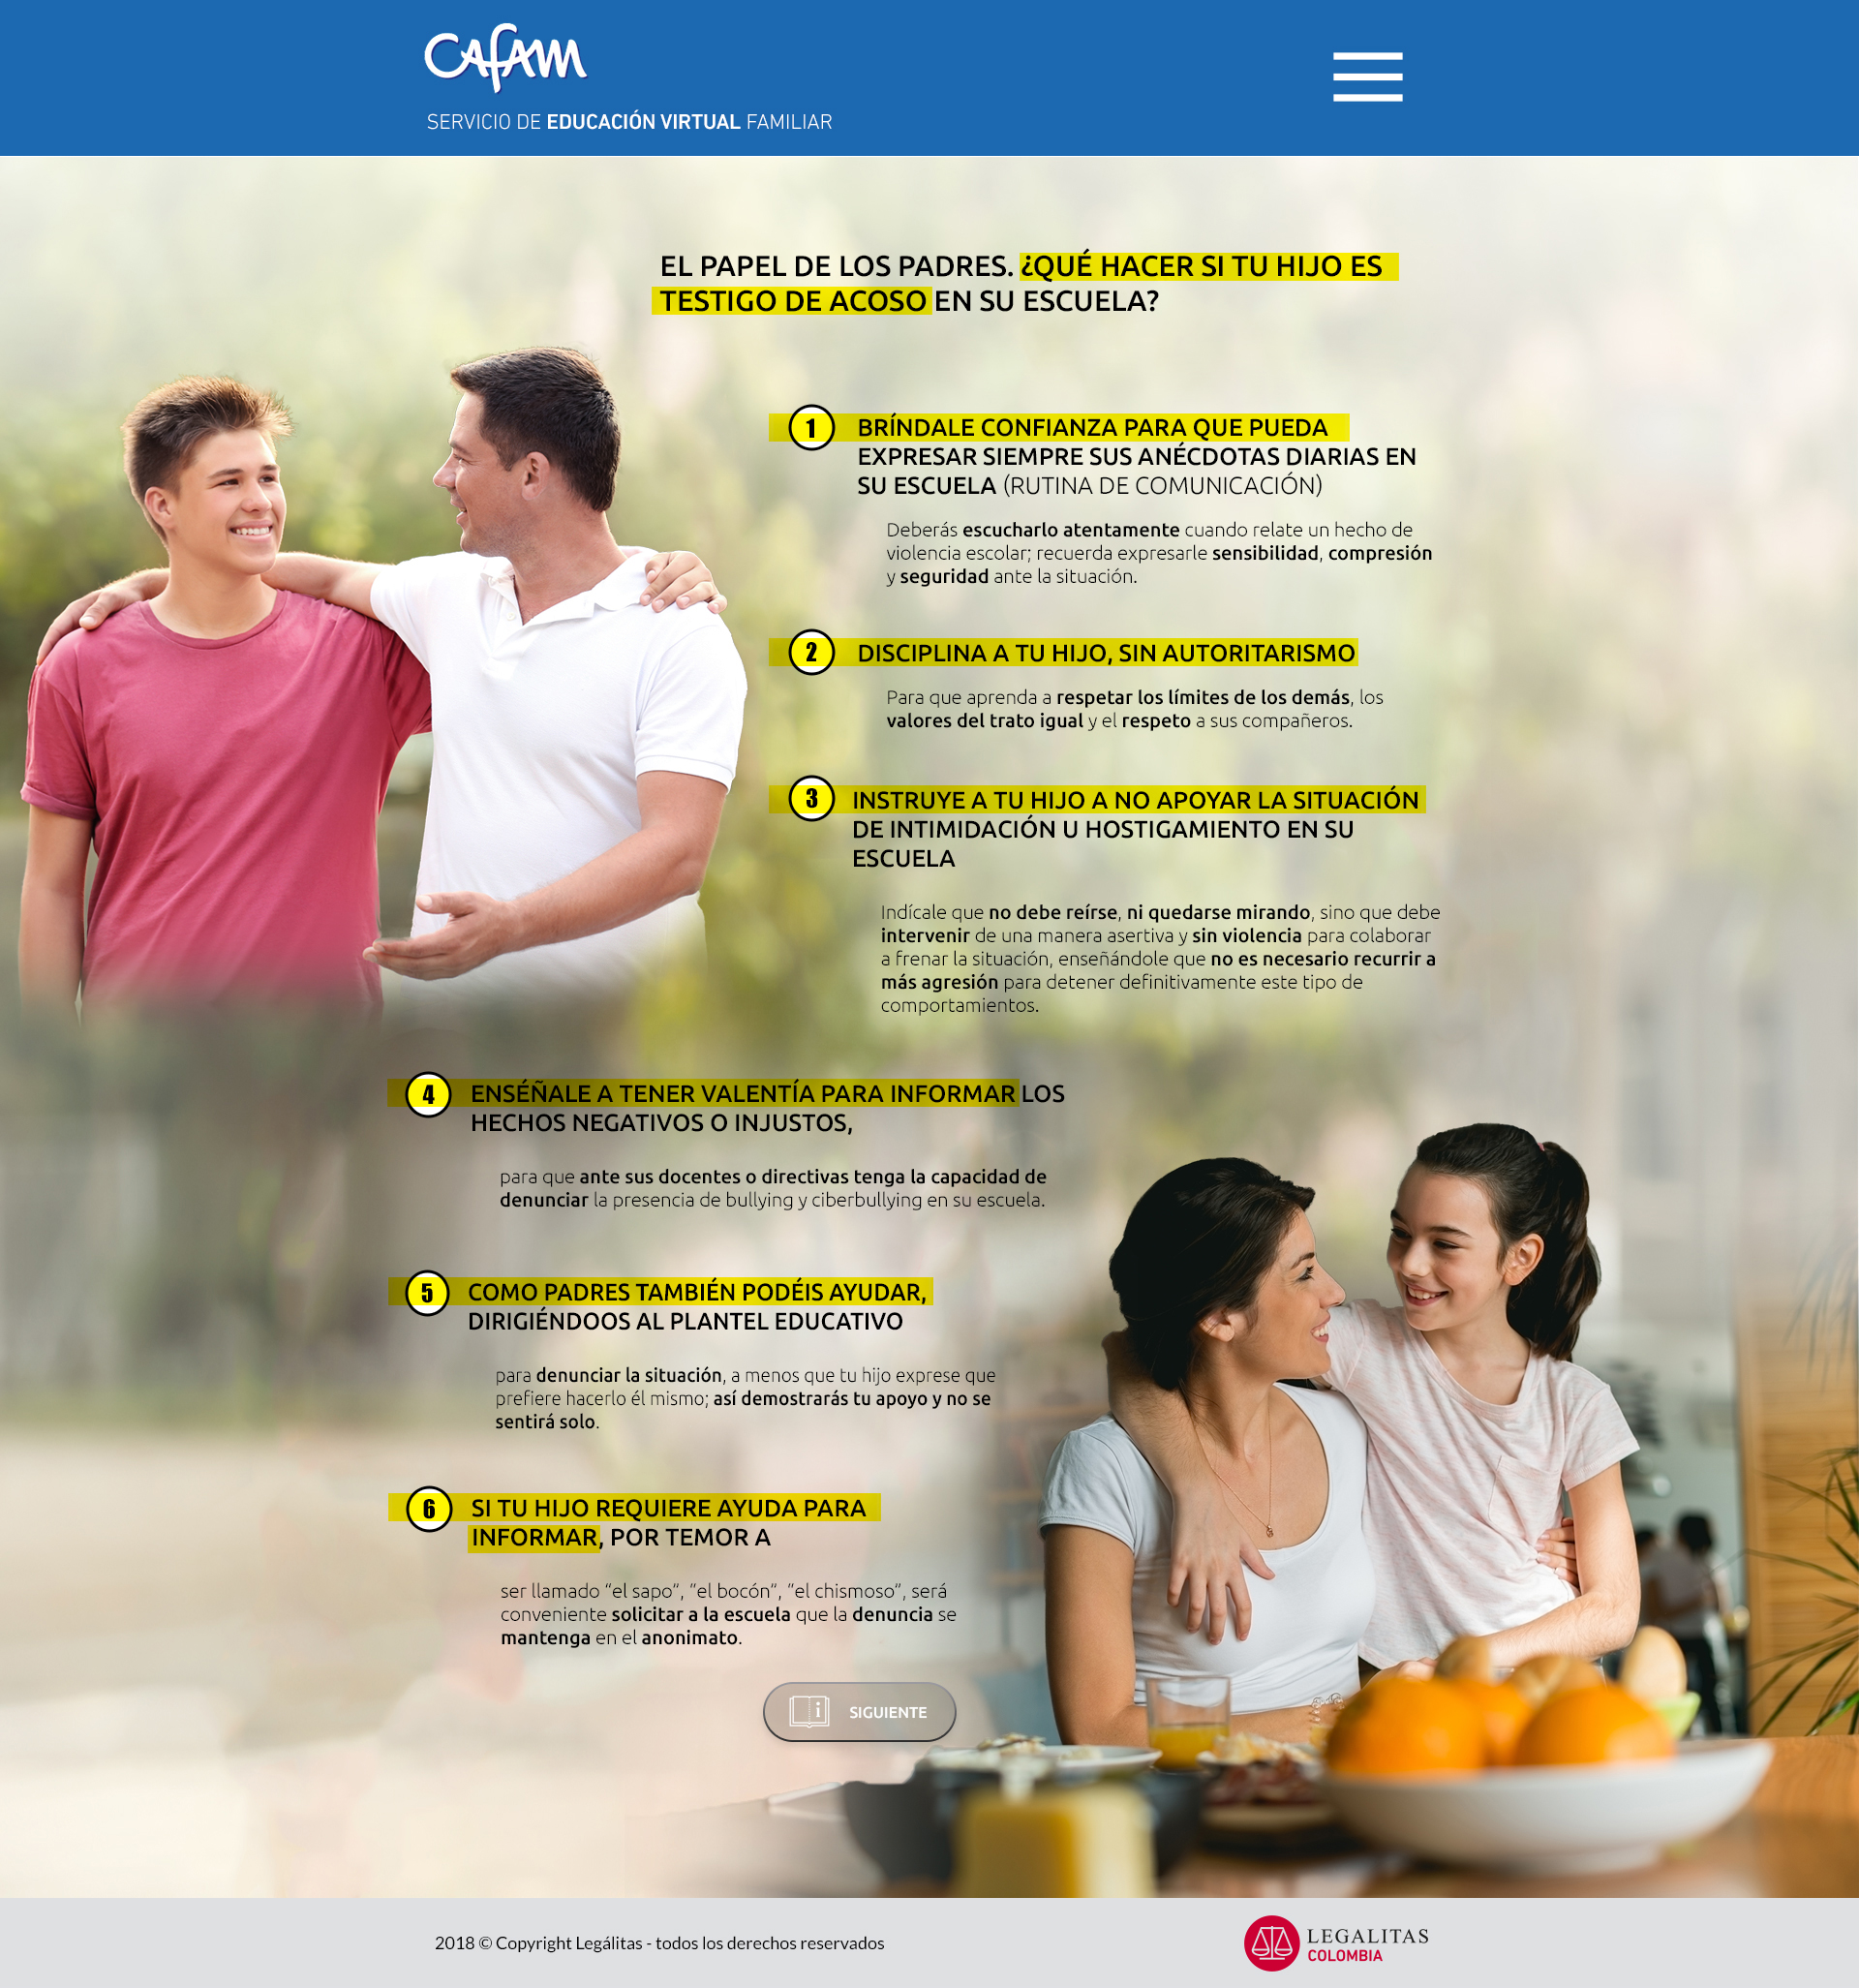 CAFAM
SERVICIO DE EDUCACIÓN VIRTUAL FAMILIAR
EL PAPEL DE LOS PADRES. ¿QUÉ HACER SI TU HIJO ES
TESTIGO DE ACOSO EN SU ESCUELA?
1 BRÍNDALE CONFIANZA PARA QUE PUEDA
EXPRESAR SIEMPRE SUS ANÉCDOTAS DIARIAS EN
SU ESCUELA (RUTINA DE COMUNICACIÓN)
Deberás escucharlo atentamente cuando relate un hecho de
violencia escolar; recuerda expresarle sensibilidad, compresión
y seguridad ante la situación.
2 DISCIPLINA A TU HIJO, SIN AUTORITARISMO
Para que aprenda a respetar los límites de los demás, los
valores del trato igual y el respeto a sus compañeros.
3 INSTRUYE A TU HIJO A NO APOYAR LA SITUACIÓN
DE INTIMIDACIÓN U HOSTIGAMIENTO EN SU
ESCUELA
Indícale que no debe reírse, ni quedarse mirando, sino que debe
intervenir de una manera asertiva y sin violencia para colaborar
a frenar la situación, enseñándole que no es necesario recurrir a
más agresión para detener definitivamente este tipo de
comportamientos.
4 ENSÉÑALE A TENER VALENTÍA PARA INFORMAR LOS
HECHOS NEGATIVOS O INJUSTOS,
para que ante sus docentes o directivas tenga la capacidad de
denunciar la presencia de bullying y ciberbullying en su escuela.
5 COMO PADRES TAMBIÉN PODÉIS AYUDAR,
DIRIGIÉNDOOS AL PLANTEL EDUCATIVO
para denunciar la situación, a menos que tu hijo exprese que
prefiere hacerlo él mismo; así demostrarás tu apoyo y no se
sentirá solo.
6 SI TU HIJO REQUIERE AYUDA PARA
INFORMAR, POR TEMOR A
ser llamado “el sapo“, “el bocón“, “el chismoso“, será
conveniente solicitar a la escuela que la denuncia se
mantenga en el anonimato.
i SIGUIENTE
2018 © Copyright Legálitas - todos los derechos reservados
LEGALITAS
COLOMBIA